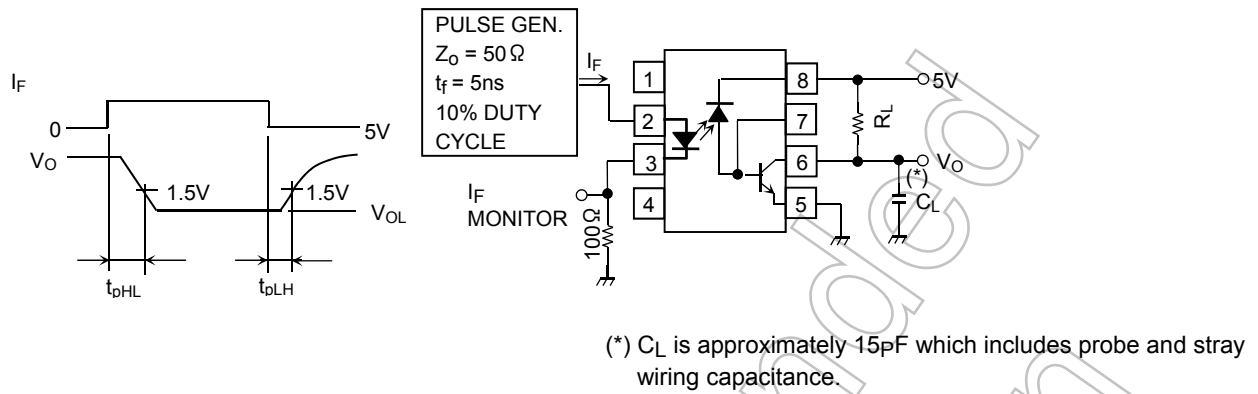 I_F
0
5V
V_O
1.5V
1.5V
V_OL
t_pHL
t_pLH
PULSE GEN.
Z_O = 50Ω
t_f = 5ns
10% DUTY
CYCLE
I_F
I_F
MONITOR
100Ω
1
2
3
4
8
7
6
5
5V
R_L
V_O
(*)
C_L
(*) C_L is approximately 15pF which includes probe and stray
wiring capacitance.